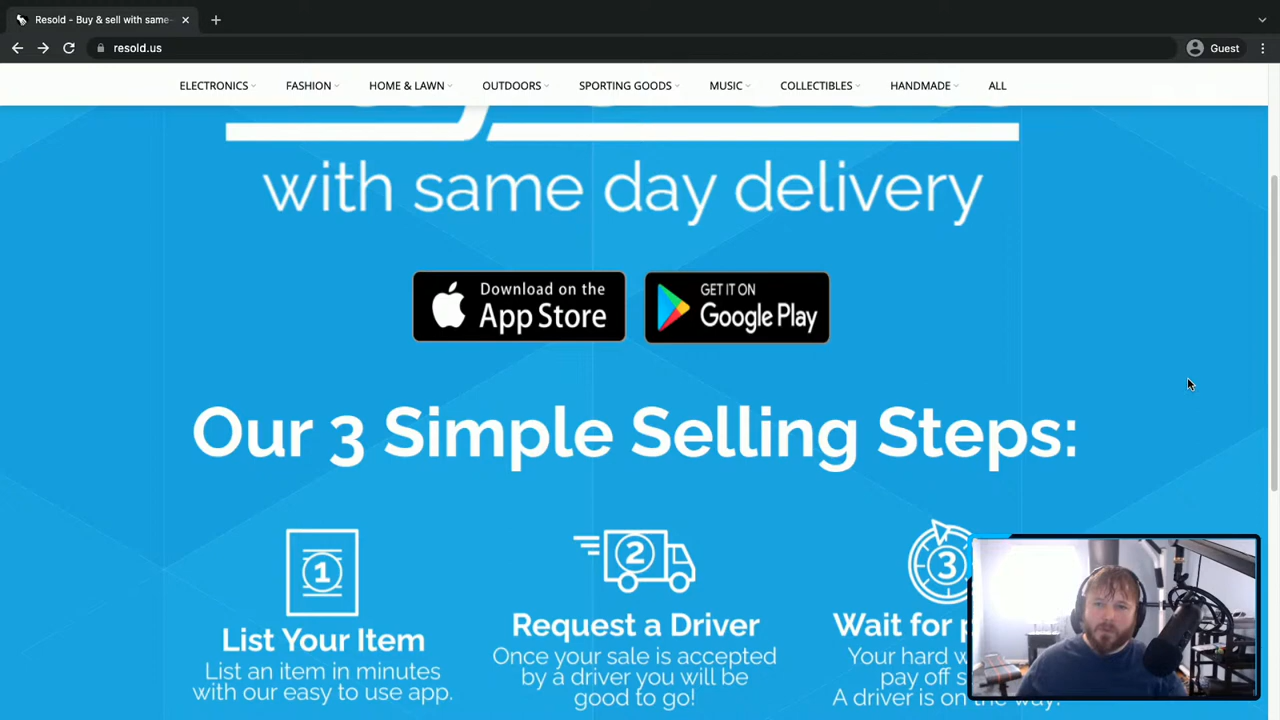 Resold - Buy & sell with same-
resold.us
Guest
ELECTRONICS FASHION HOME & LAWN OUTDOORS SPORTING GOODS MUSIC COLLECTIBLES HANDMADE ALL
with same day delivery
Download on the
App Store
GET IT ON
Google Play
Our 3 Simple Selling Steps:
1
2
3
List Your Item
List an item in minutes
with our easy to use app.
Request a Driver
Once your sale is accepted
by a driver you will be
good to go!
Wait for
Your hard
pay off
A driver is on the way.